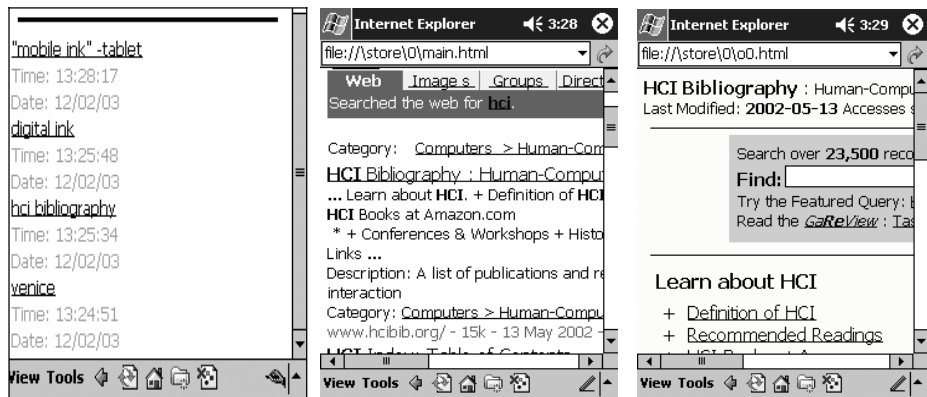 "mobile ink" -tablet
Time: 13:28:17
Date: 12/02/03
digital ink
Time: 13:25:48
Date: 12/02/03
hci bibliography
Time: 13:25:34
Date: 12/02/03
venice
Time: 13:24:51
Date: 12/02/03
View Tools
Internet Explorer 3:28
file://\store\0\main.html
Web Image s Groups Direct
Searched the web for hci.
Category: Computers > Human-Com
HCI Bibliography : Human-Comput
... Learn about HCI. + Definition of HCI
HCI Books at Amazon.com
* + Conferences & Workshops + Histo
Links ...
Description: A list of publications and re
interaction
Category: Computers > Human-Compu
www.hcibib.org/ - 15k - 13 May 2002 -
HCI Index: Table of Contents
View Tools
Internet Explorer 3:29
file://\store\0\o0.html
HCI Bibliography : Human-Compu
Last Modified: 2002-05-13 Accesses s
Search over 23,500 reco
Find:
Try the Featured Query:
Read the GaReView : Tas
Learn about HCI
+ Definition of HCI
+ Recommended Readings
View Tools